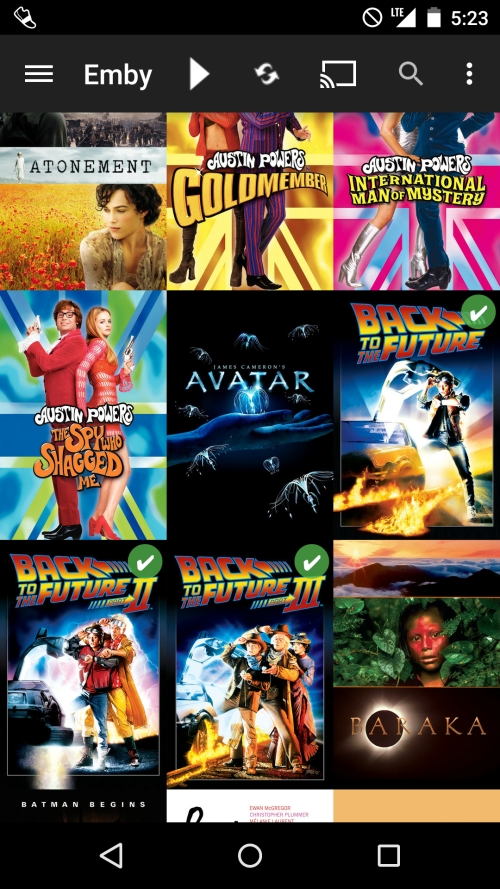 LTE
5:23
Emby
ATONEMENT
AUSTIN POWERS
GOLDMEMBER
AUSTIN POWERS
INTERNATIONAL
MAN OF MYSTERY
AUSTIN POWERS
THE SPY WHO
SHAGGED
ME
JAMES CAMERON'S
AVATAR
BACK
TO THE FUTURE
BACK
TO THE FUTURE
PART II
BACK
TO THE FUTURE
PART III
BARAKA
BATMAN BEGINS
EWAN McGREGOR
CHRISTOPHER PLUMMER
MÉLANIE LAURENT